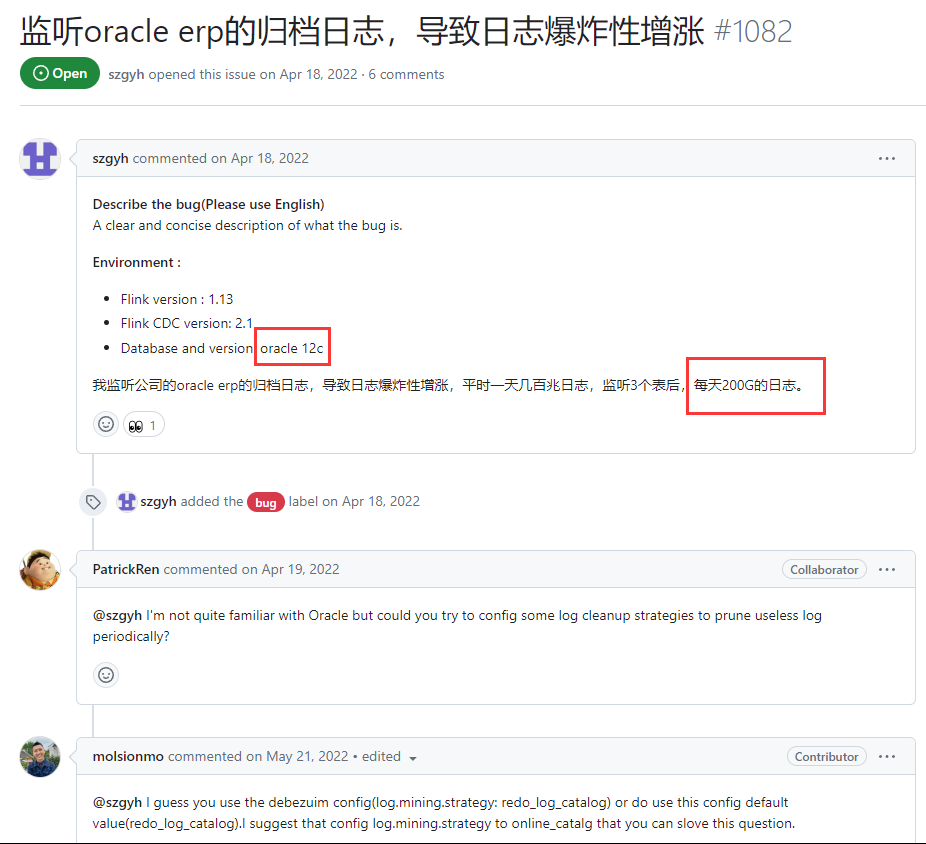 监听oracle erp的归档日志，导致日志爆炸性增涨 #1082
Open szgyh opened this issue on Apr 18, 2022 · 6 comments
szgyh commented on Apr 18, 2022
Describe the bug(Please use English)
A clear and concise description of what the bug is.
Environment :
Flink version : 1.13
Flink CDC version: 2.1
Database and version: oracle 12c
我监听公司的oracle erp的归档日志，导致日志爆炸性增涨，平时一天几百兆日志，监听3个表后，每天200G的日志。
1
szgyh added the bug label on Apr 18, 2022
PatrickRen commented on Apr 19, 2022 Collaborator
@szgyh I'm not quite familiar with Oracle but could you try to config some log cleanup strategies to prune useless log
periodically?
molsionmo commented on May 21, 2022 • edited Contributor
@szgyh I guess you use the debezuim config(log.mining.strategy: redo_log_catalog) or do use this config default
value(redo_log_catalog).I suggest that config log.mining.strategy to online_catalg that you can slove this question.